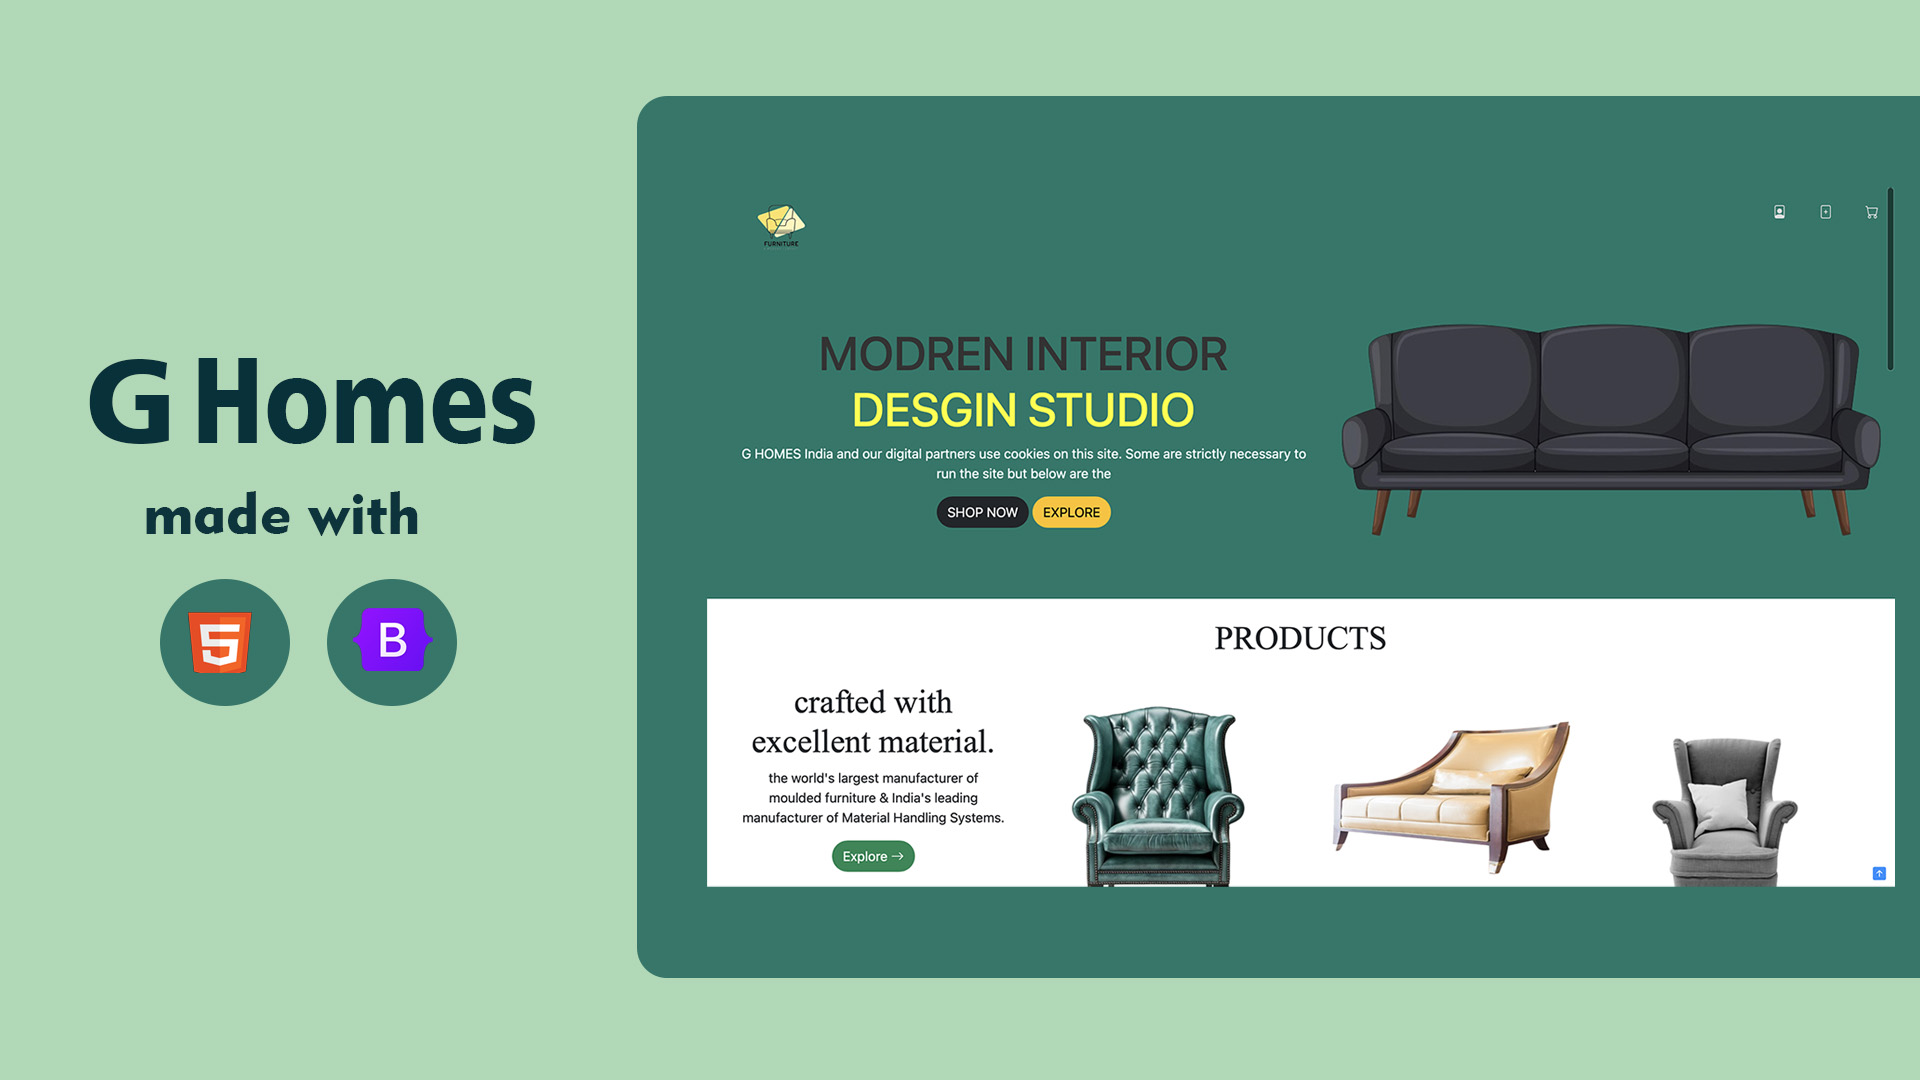 G Homes
made with
5
B
FURNITURE
MODREN INTERIOR
DESGIN STUDIO
G HOMES India and our digital partners use cookies on this site. Some are strictly necessary to
run the site but below are the
SHOP NOW EXPLORE
PRODUCTS
crafted with
excellent material.
the world's largest manufacturer of
moulded furniture & India's leading
manufacturer of Material Handling Systems.
Explore →